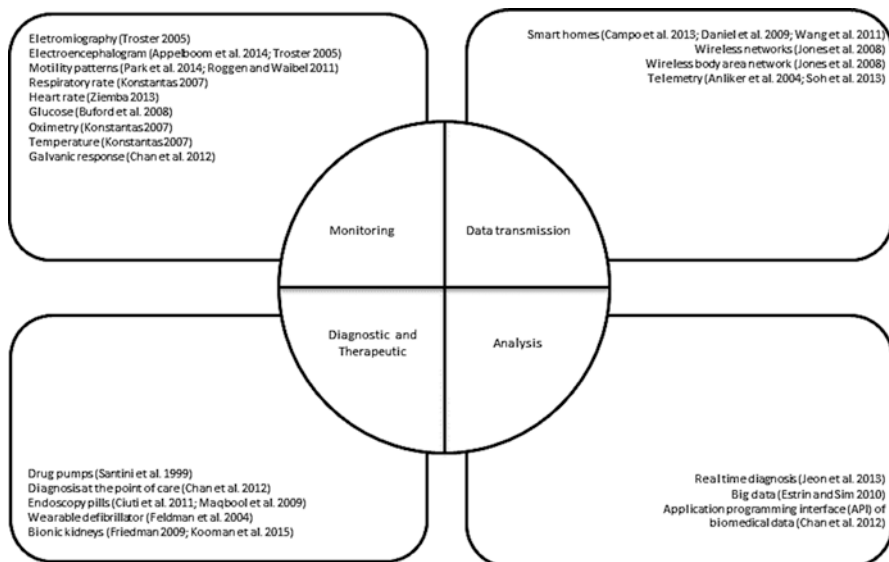 Eletromiography (Troster 2005)
Electroencephalogram (Appelboom et al. 2014; Troster 2005)
Motility patterns (Park et al. 2014; Roggen and Waibel 2011)
Respiratory rate (Konstantas 2007)
Heart rate (Ziemba 2013)
Glucose (Buford et al. 2008)
Oximetry (Konstantas 2007)
Temperature (Konstantas 2007)
Galvanic response (Chan et al. 2012)
Smart homes (Campo et al. 2013; Daniel et al. 2009; Wang et al. 2011)
Wireless networks (Jones et al. 2008)
Wireless body area network (Jones et al. 2008)
Telemetry (Anliker et al. 2004; Soh et al. 2013)
Monitoring
Data transmission
Diagnostic and
Therapeutic
Analysis
Drug pumps (Santini et al. 1999)
Diagnosis at the point of care (Chan et al. 2012)
Endoscopy pills (Ciuti et al. 2011; Maqbool et al. 2009)
Wearable defibrillator (Feldman et al. 2004)
Bionic kidneys (Friedman 2009; Kooman et al. 2015)
Real time diagnosis (Jeon et al. 2013)
Big data (Estrin and Sim 2010)
Application programming interface (API) of
biomedical data (Chan et al. 2012)